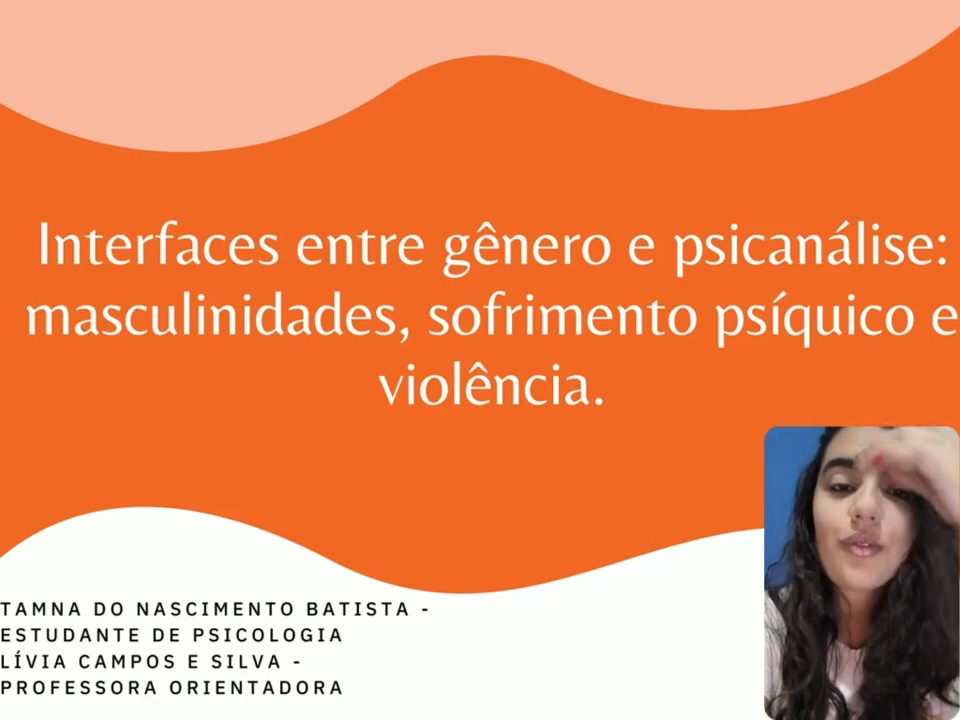 Interfaces entre gênero e psicanálise:
masculinidades, sofrimento psíquico e
violência.
TAMNA DO NASCIMENTO BATISTA -
ESTUDANTE DE PSICOLOGIA
LÍVIA CAMPOS E SILVA -
PROFESSORA ORIENTADORA